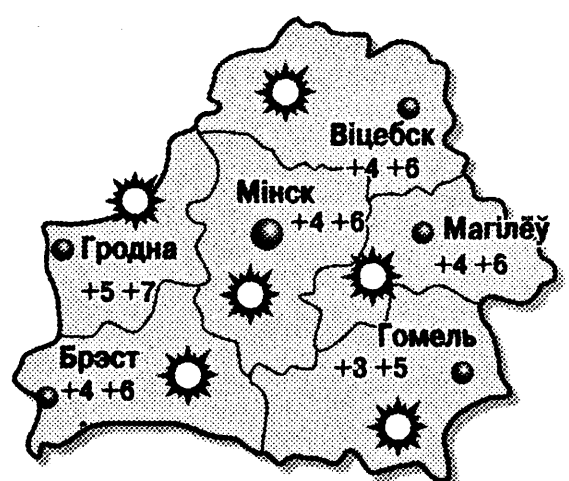 Віцебск
+4 +6
Мінск
+4 +6
Магілёў
+4 +6
Гродна
+5 +7
Гомель
+3 +5
Брэст
+4 +6